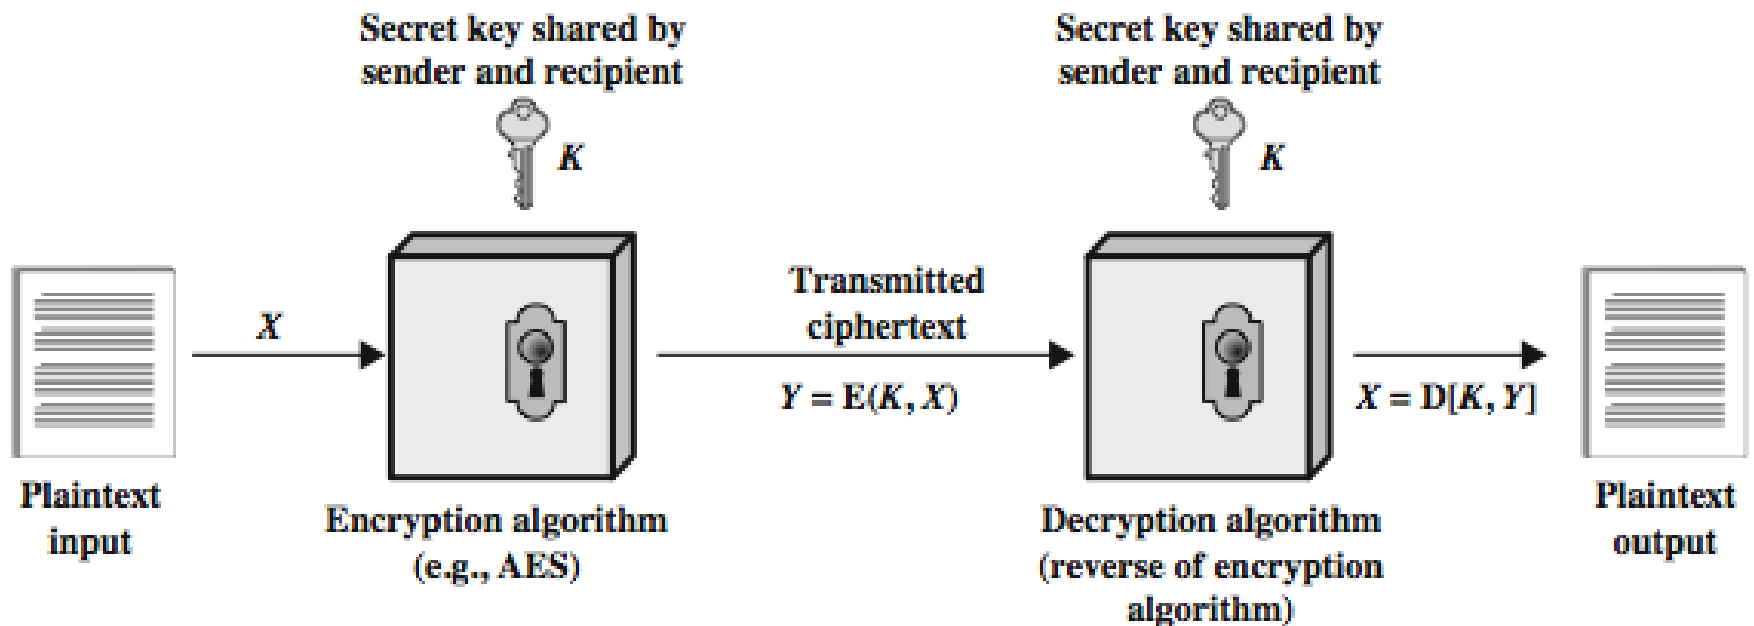 Secret key shared by
sender and recipient
K
Secret key shared by
sender and recipient
K
X
Transmitted
ciphertext
Y = E(K, X)
X = D[K, Y]
Plaintext
input
Encryption algorithm
(e.g., AES)
Decryption algorithm
(reverse of encryption
algorithm)
Plaintext
output